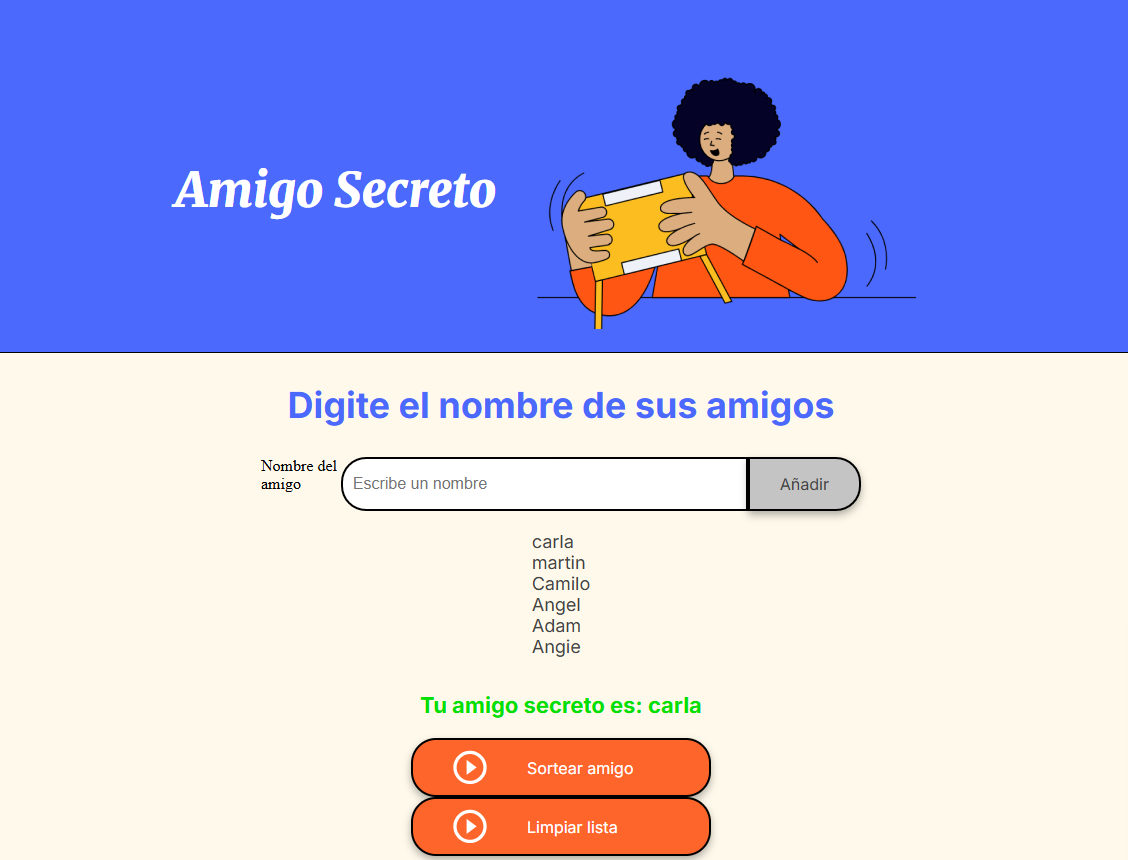 Amigo Secreto
Digite el nombre de sus amigos
Nombre del
amigo
Escribe un nombre
Añadir
carla
martin
Camilo
Angel
Adam
Angie
Tu amigo secreto es: carla
Sortear amigo
Limpiar lista